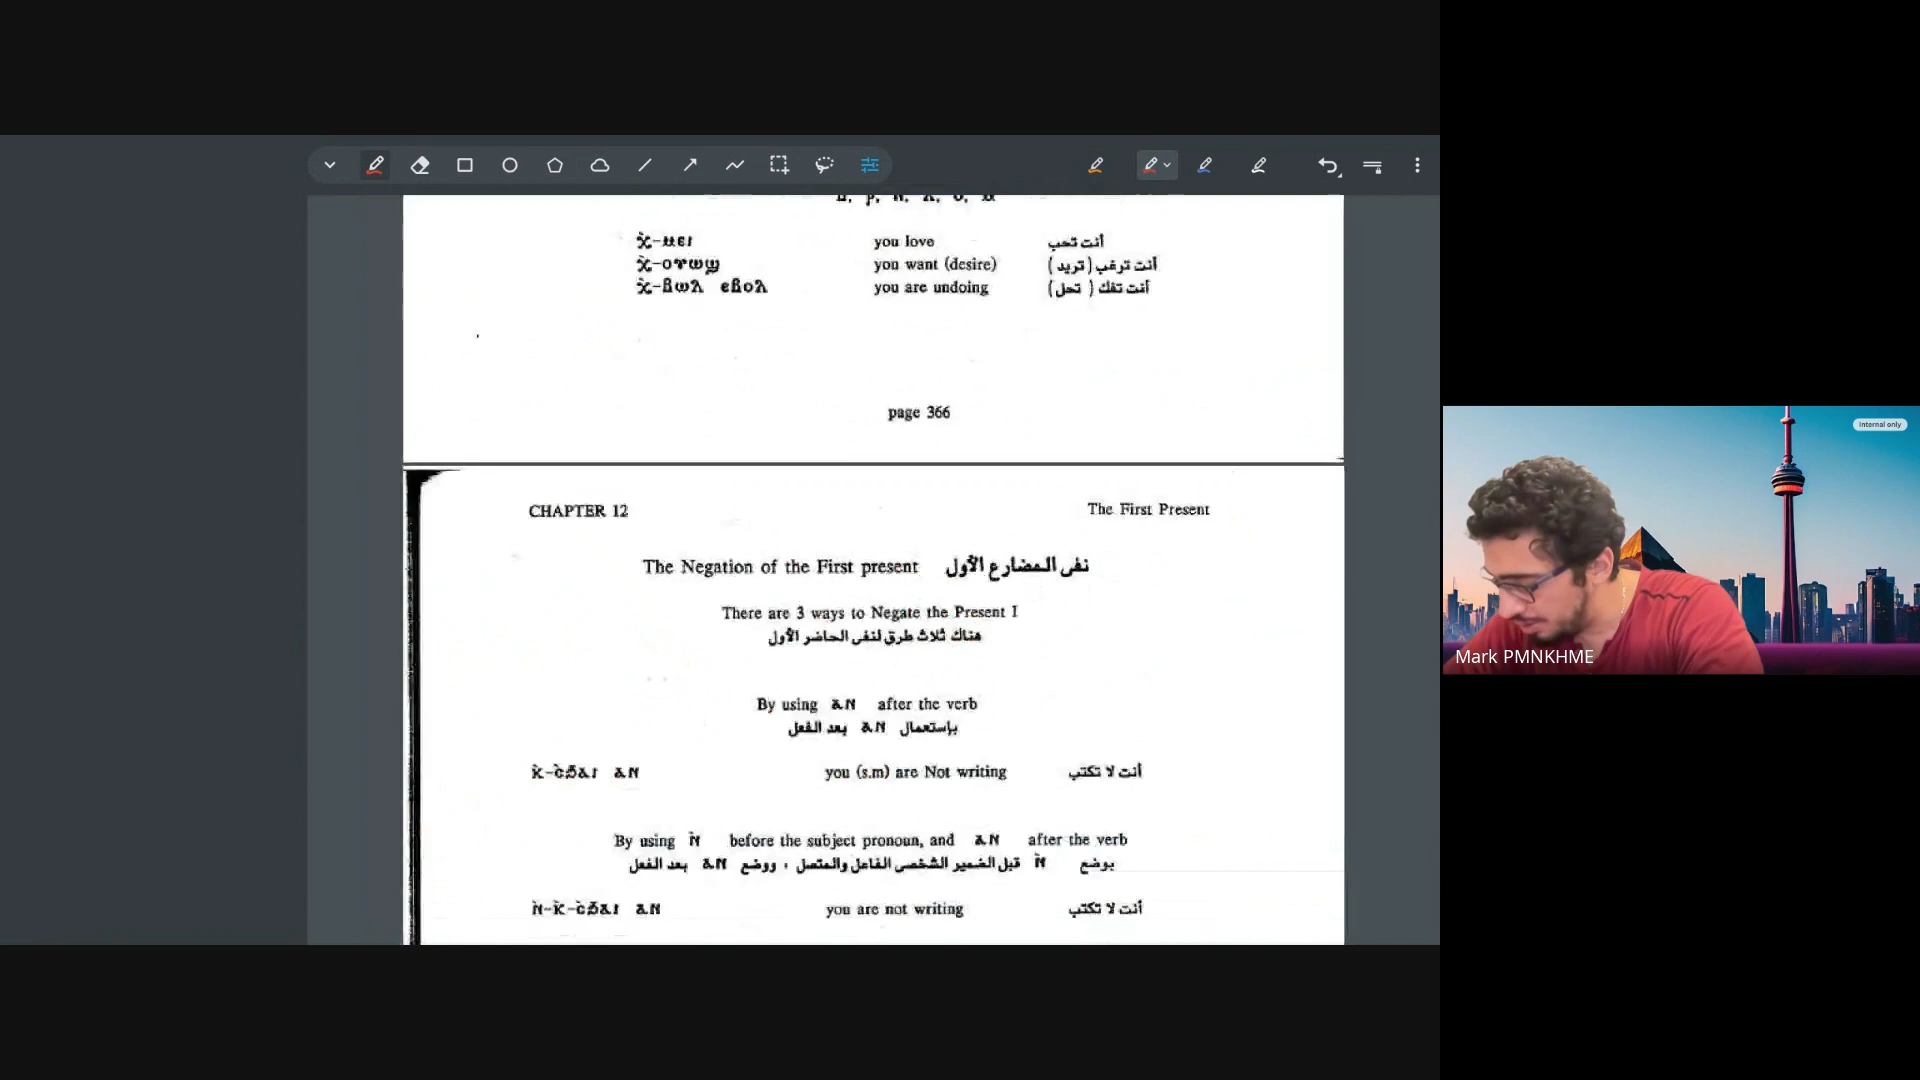 ⲭ̀-ⲙⲉⲓ you love أنت تحب
ⲭ̀-ⲟⲩⲱϣ you want (desire) أنت ترغب ( تريد )
ⲭ̀-ⲃⲱⲗ ⲉⲃⲟⲗ you are undoing أنت تفك ( تحل )
page 366
CHAPTER 12 The First Present
The Negation of the First present نفى المضارع الأول
There are 3 ways to Negate the Present I
هناك ثلاث طرق لنفى الحاضر الأول
By using ⲁⲛ after the verb
بإستعمال ⲁⲛ بعد الفعل
ⲕ̀-ⲥ̀ϧⲁⲓ ⲁⲛ you (s.m) are Not writing أنت لا تكتب
By using ⲛ̀ before the subject pronoun, and ⲁⲛ after the verb
بوضع ⲛ̀ قبل الضمير الشخصى الفاعل والمتصل ، ووضع ⲁⲛ بعد الفعل
ⲛ̀-ⲕ̀-ⲥ̀ϧⲁⲓ ⲁⲛ you are not writing أنت لا تكتب
Internal only
Mark PMNKHME